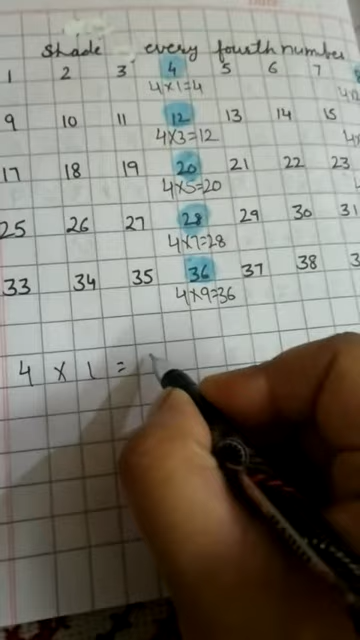 Shade every fourth number
1 2 3 4 5 6 7
4×1=4
9 10 11 12 13 14 15
4×3=12
17 18 19 20 21 22 23
4×5=20
25 26 27 28 29 30 31
4×7=28
33 34 35 36 37 38
4×9=36
4 × 1 =